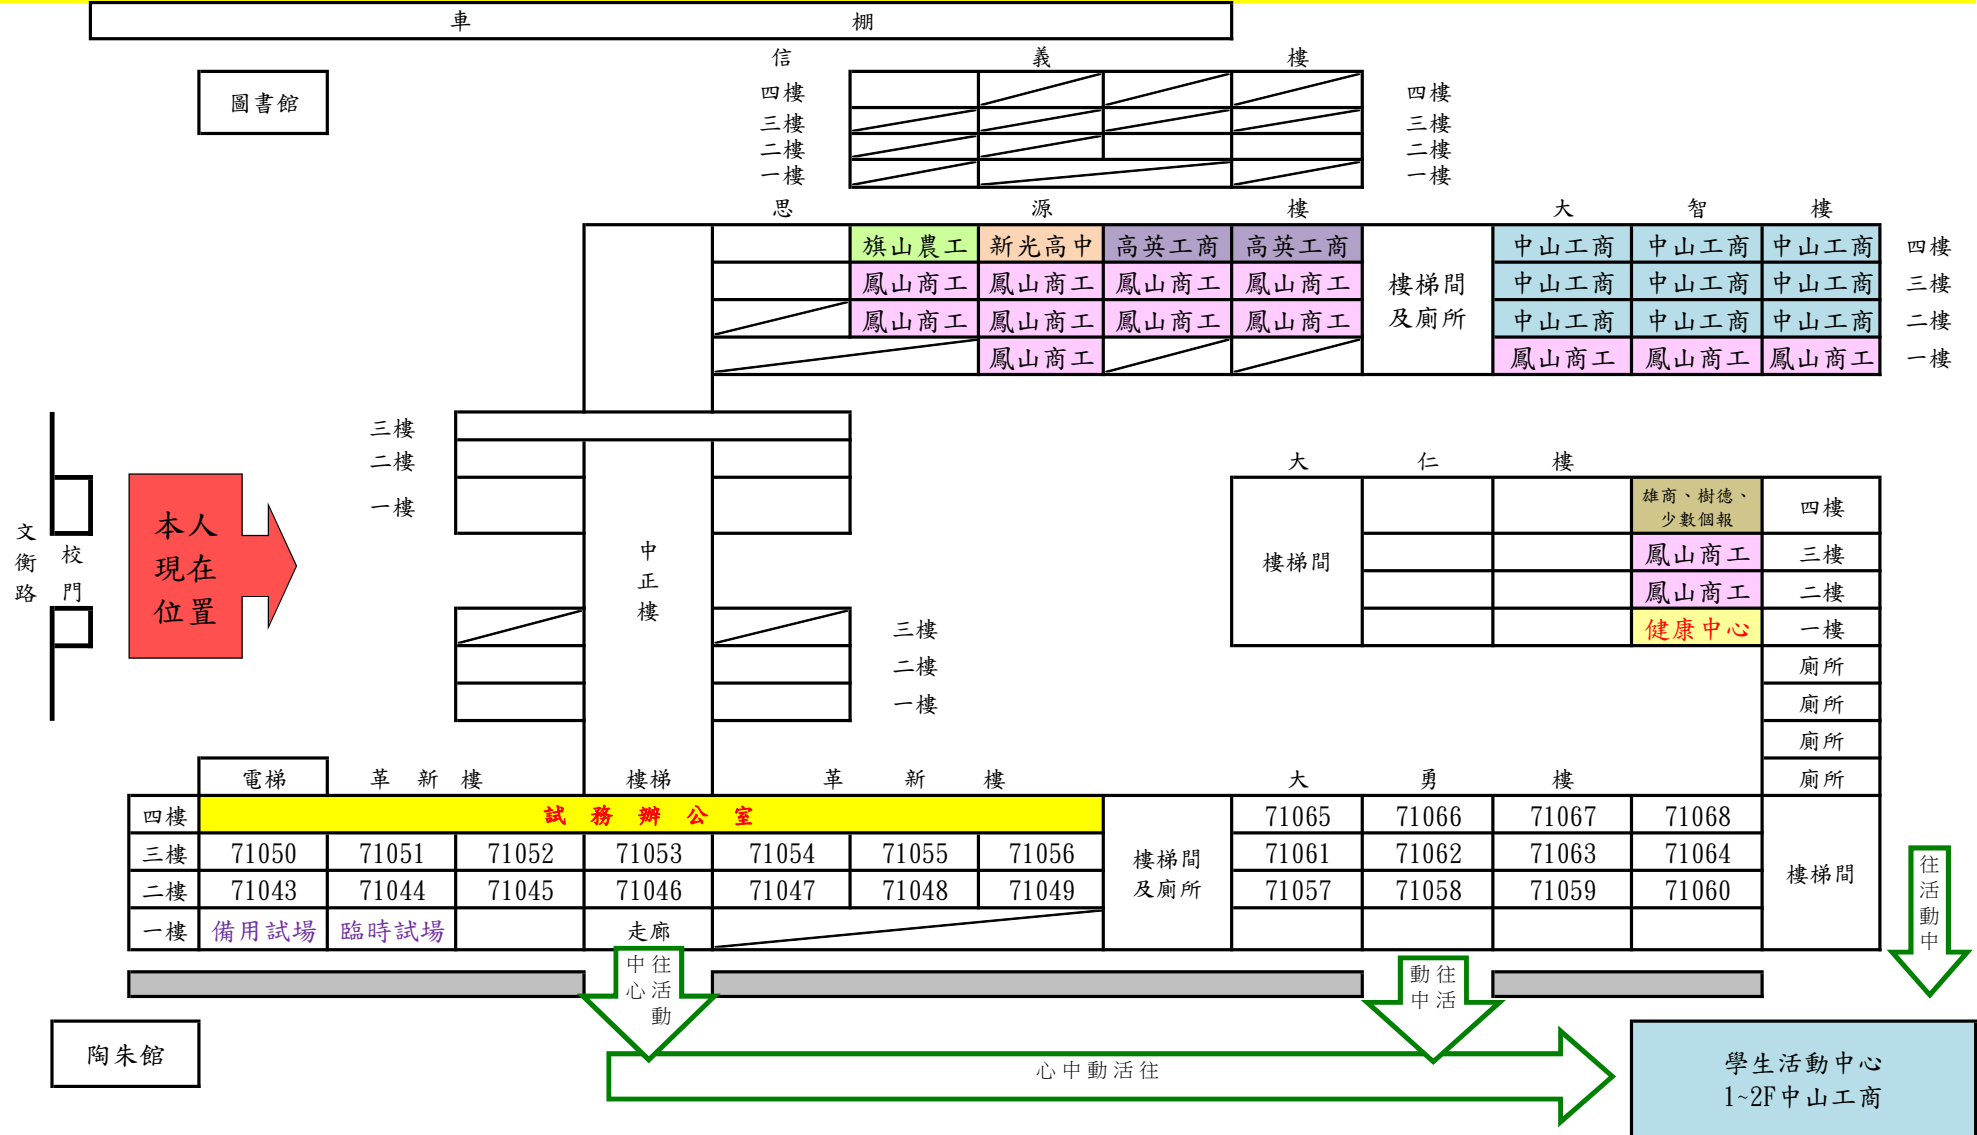 車 棚
信 義 樓
圖書館
四樓 四樓
三樓 三樓
二樓 二樓
一樓 一樓
思 源 樓 大 智 樓
旗山農工 新光高中 高英工商 高英工商 中山工商 中山工商 中山工商 四樓
鳳山商工 鳳山商工 鳳山商工 鳳山商工 中山工商 中山工商 中山工商 三樓
樓梯間
及廁所
鳳山商工 鳳山商工 鳳山商工 鳳山商工 中山工商 中山工商 中山工商 二樓
鳳山商工 鳳山商工 鳳山商工 鳳山商工 一樓
三樓
二樓
一樓
大 仁 樓
文衡路
校門
本人
現在
位置
中正樓
樓梯間
雄商、樹德、
少數個報
四樓
鳳山商工 三樓
鳳山商工 二樓
健康中心 一樓
三樓
二樓
一樓
廁所
廁所
廁所
廁所
電梯 革 新 樓 樓梯 革 新 樓 大 勇 樓
四樓 試 務 辦 公 室 71065 71066 71067 71068
三樓 71050 71051 71052 71053 71054 71055 71056 71061 71062 71063 71064
樓梯間
及廁所
樓梯間
二樓 71043 71044 71045 71046 71047 71048 71049 71057 71058 71059 71060
一樓 備用試場 臨時試場 走廊
往活動中心
往活動中
往活動中
心中動活往
陶朱館
學生活動中心
1~2F中山工商